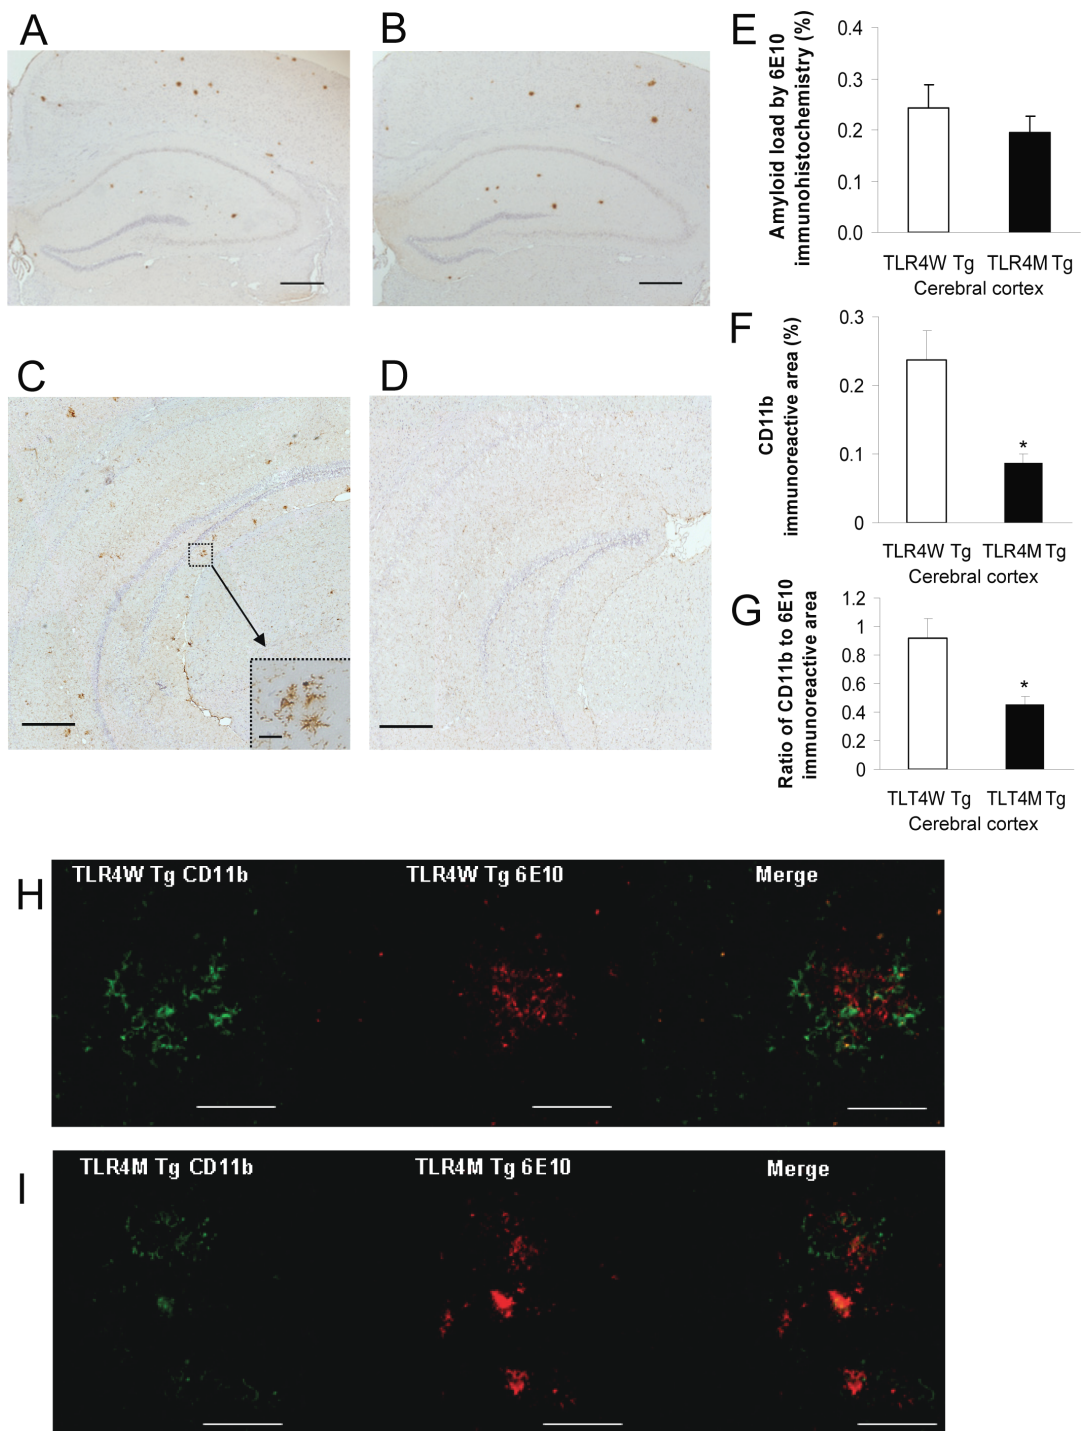 A
B
E
Amyloid load by 6E10
immunohistochemistry (%)
0.4
0.3
0.2
0.1
0.0
TLR4W Tg TLR4M Tg
Cerebral cortex
C
D
F
CD11b
immunoreactive area (%)
0.3
0.2
0.1
0
*
TLR4W Tg TLR4M Tg
Cerebral cortex
G
Ratio of CD11b to 6E10
immunoreactive area
1.2
1
0.8
0.6
0.4
0.2
0
*
TLT4W Tg TLT4M Tg
Cerebral cortex
H
TLR4W Tg CD11b
TLR4W Tg 6E10
Merge
I
TLR4M Tg CD11b
TLR4M Tg 6E10
Merge